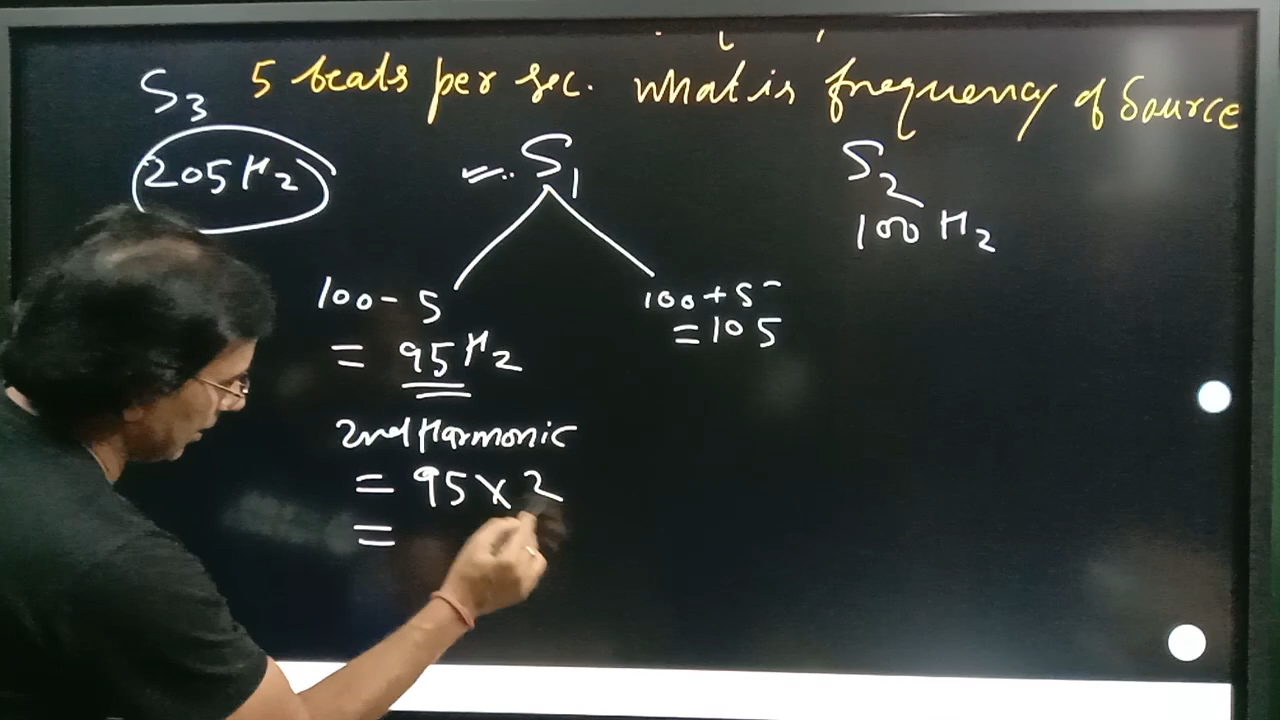 5 beats per sec. what is frequency of Source
S3
205 Hz
S1
S2
100 Hz
100 - 5
= 95 Hz
100 + 5
= 105
2nd Harmonic
= 95 x 2
=